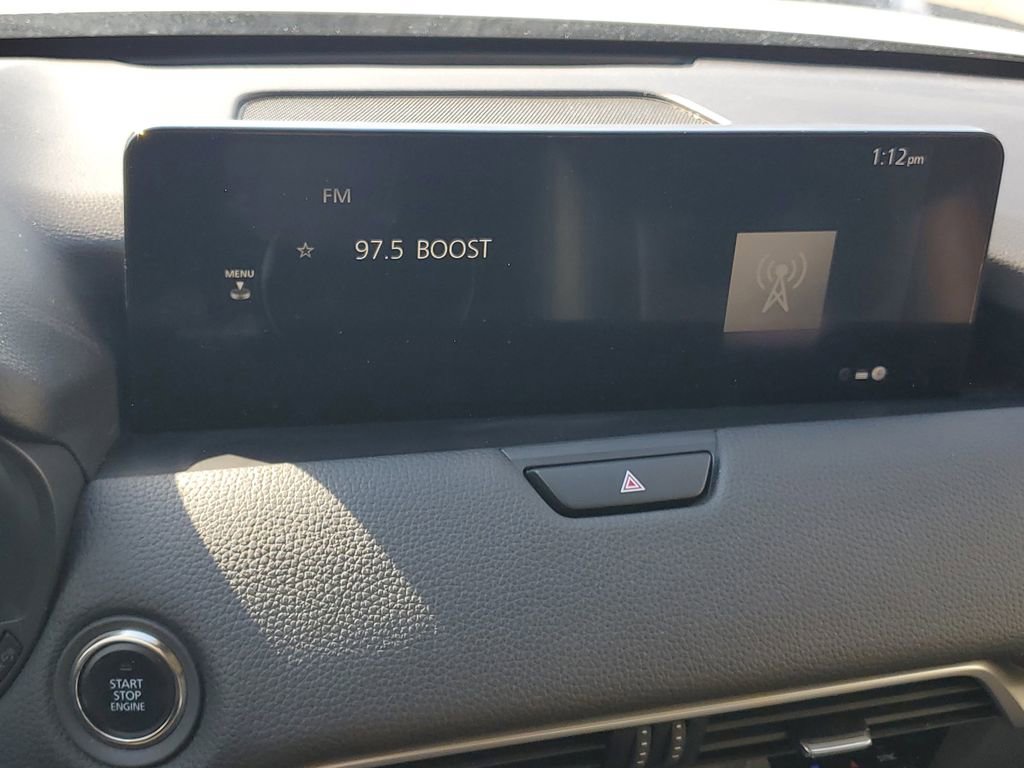 1:12pm
FM
97.5 BOOST
MENU
START
STOP
ENGINE